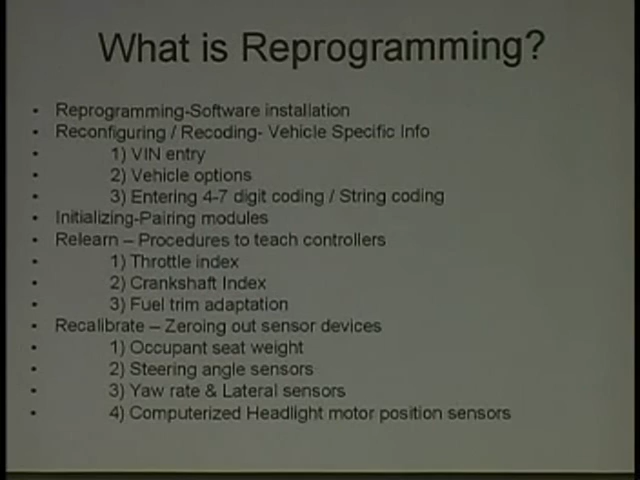 What is Reprogramming?
• Reprogramming-Software installation
• Reconfiguring / Recoding- Vehicle Specific Info
• 1) VIN entry
• 2) Vehicle options
• 3) Entering 4-7 digit coding / String coding
• Initializing-Pairing modules
• Relearn – Procedures to teach controllers
• 1) Throttle index
• 2) Crankshaft Index
• 3) Fuel trim adaptation
• Recalibrate – Zeroing out sensor devices
• 1) Occupant seat weight
• 2) Steering angle sensors
• 3) Yaw rate & Lateral sensors
• 4) Computerized Headlight motor position sensors